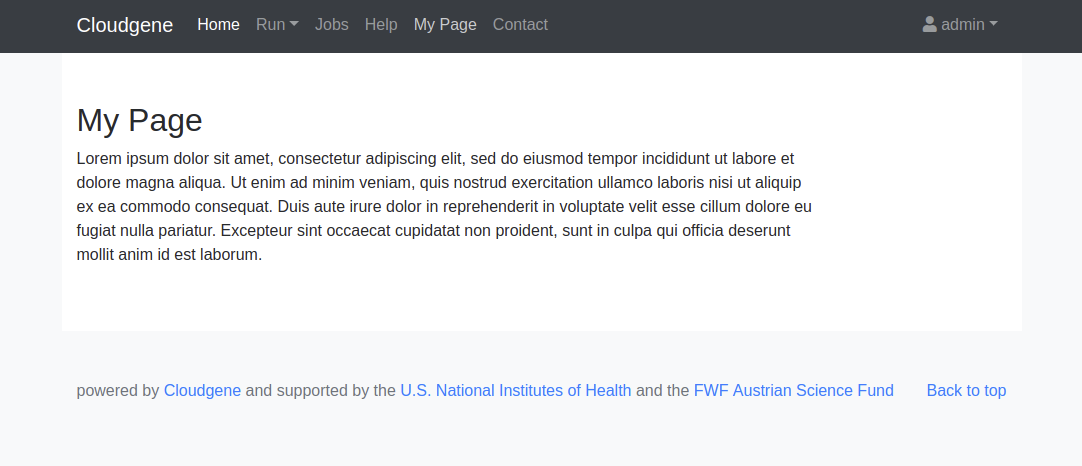 Cloudgene Home Run Jobs Help My Page Contact admin
My Page
Lorem ipsum dolor sit amet, consectetur adipiscing elit, sed do eiusmod tempor incididunt ut labore et
dolore magna aliqua. Ut enim ad minim veniam, quis nostrud exercitation ullamco laboris nisi ut aliquip
ex ea commodo consequat. Duis aute irure dolor in reprehenderit in voluptate velit esse cillum dolore eu
fugiat nulla pariatur. Excepteur sint occaecat cupidatat non proident, sunt in culpa qui officia deserunt
mollit anim id est laborum.
powered by Cloudgene and supported by the U.S. National Institutes of Health and the FWF Austrian Science Fund Back to top